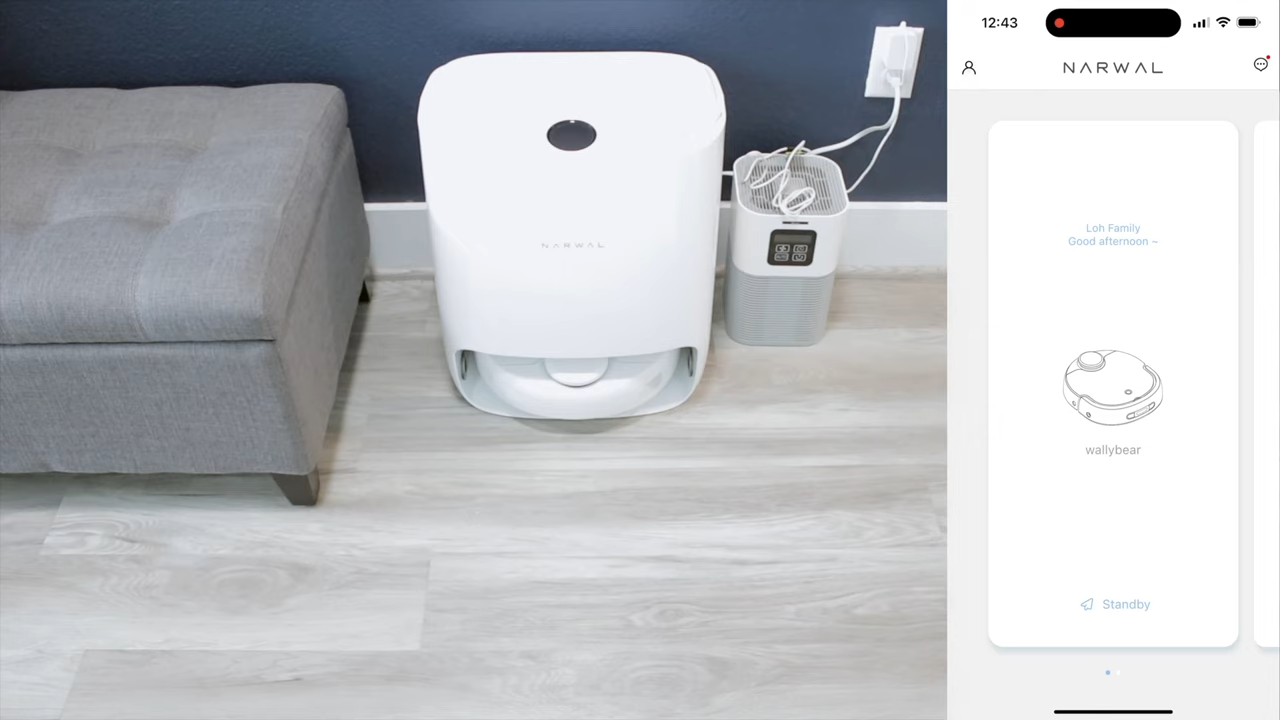 NARWAL
12:43
NARWAL
Loh Family
Good afternoon ~
wallybear
Standby